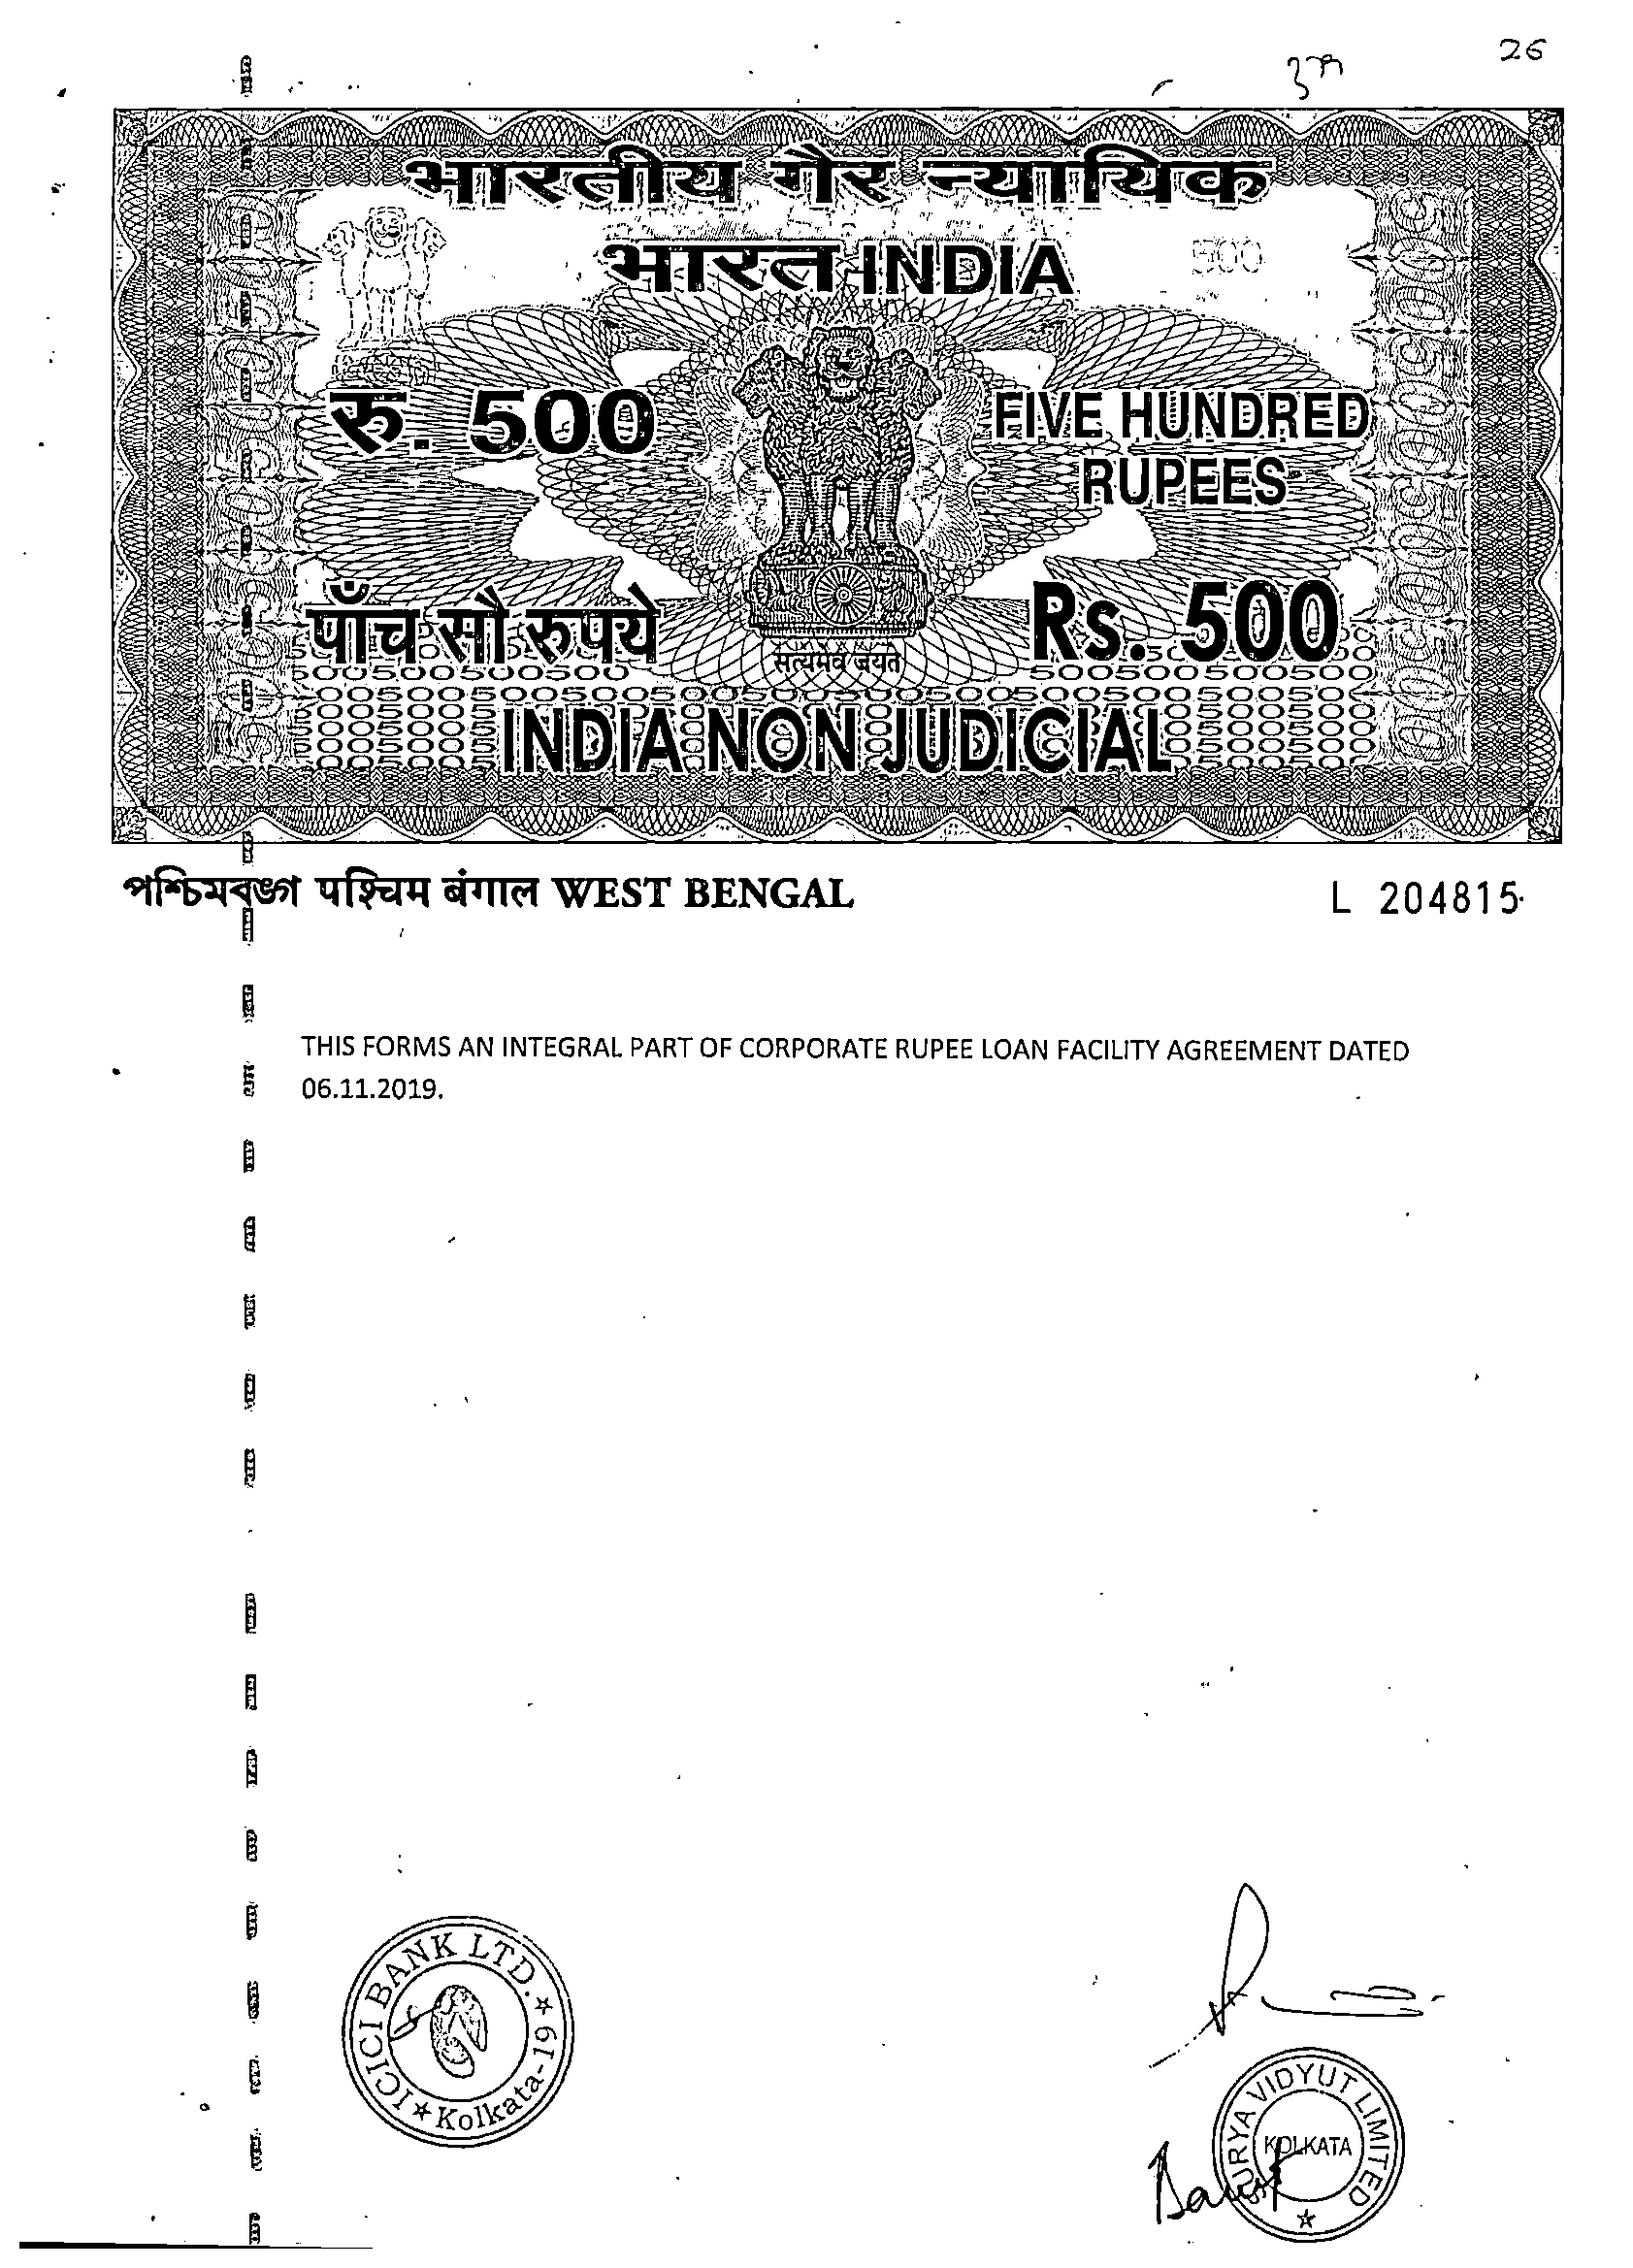 26
भारतीय गैर न्यायिक
भारत INDIA
500
रु. 500
FIVE HUNDRED
RUPEES
पाँच सौ रुपये
Rs. 500
सत्यमेव जयते
INDIA NON JUDICIAL
পশ্চিমবঙ্গ पश्चिम बंगाल WEST BENGAL
L 204815
THIS FORMS AN INTEGRAL PART OF CORPORATE RUPEE LOAN FACILITY AGREEMENT DATED
06.11.2019.
ICICI BANK LTD. ★ Kolkata-19 ★
SURYA VIDYUT LIMITED ★
KOLKATA